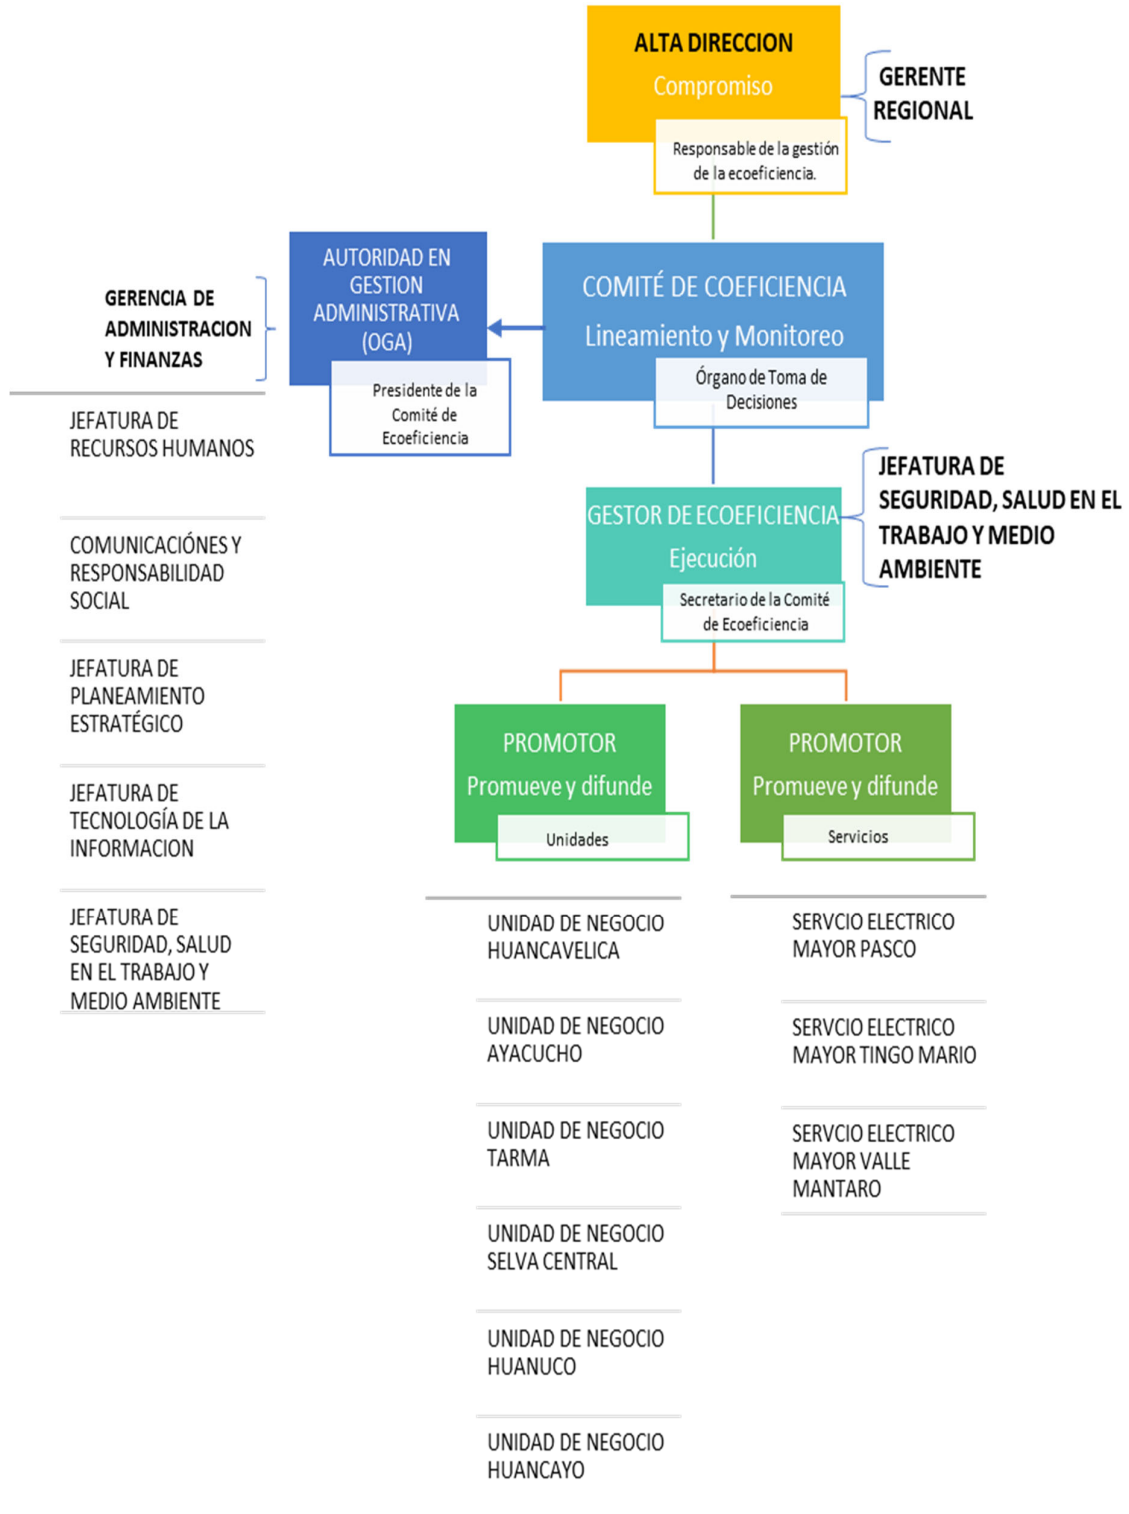 ALTA DIRECCION
Compromiso
Responsable de la gestión
de la ecoeficiencia.
GERENTE
REGIONAL
AUTORIDAD EN
GESTION
ADMINISTRATIVA
(OGA)
Presidente de la
Comité de
Ecoeficiencia
GERENCIA DE
ADMINISTRACION
Y FINANZAS
COMITÉ DE COEFICIENCIA
Lineamiento y Monitoreo
Órgano de Toma de
Decisiones
JEFATURA DE
RECURSOS HUMANOS
COMUNICACIÓNES Y
RESPONSABILIDAD
SOCIAL
JEFATURA DE
PLANEAMIENTO
ESTRATÉGICO
JEFATURA DE
TECNOLOGÍA DE LA
INFORMACION
JEFATURA DE
SEGURIDAD, SALUD
EN EL TRABAJO Y
MEDIO AMBIENTE
GESTOR DE ECOEFICIENCIA
Ejecución
Secretario de la Comité
de Ecoeficiencia
JEFATURA DE
SEGURIDAD, SALUD EN EL
TRABAJO Y MEDIO
AMBIENTE
PROMOTOR
Promueve y difunde
Unidades
UNIDAD DE NEGOCIO
HUANCAVELICA
UNIDAD DE NEGOCIO
AYACUCHO
UNIDAD DE NEGOCIO
TARMA
UNIDAD DE NEGOCIO
SELVA CENTRAL
UNIDAD DE NEGOCIO
HUANUCO
UNIDAD DE NEGOCIO
HUANCAYO
PROMOTOR
Promueve y difunde
Servicios
SERVCIO ELECTRICO
MAYOR PASCO
SERVCIO ELECTRICO
MAYOR TINGO MARIO
SERVCIO ELECTRICO
MAYOR VALLE
MANTARO